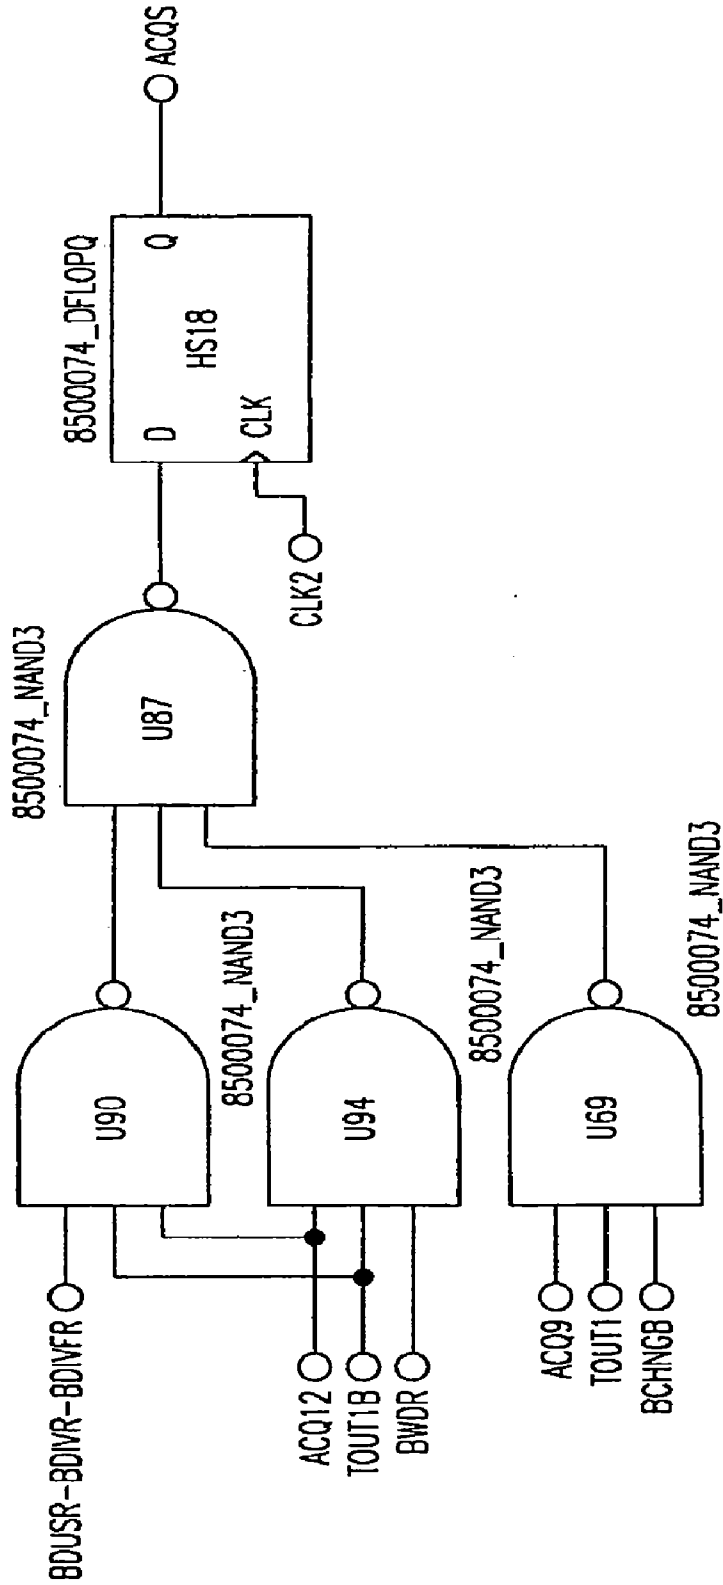 BDUSR-BDIVR-BDIVFR
U90
8500074_NAND3
ACQ12
TOUT1B
BWDR
U94
8500074_NAND3
ACQ9
TOUT1
BCHNGB
U69
8500074_NAND3
8500074_NAND3
U87
8500074_DFLOPQ
D
Q
HS18
CLK
CLK2
ACQS